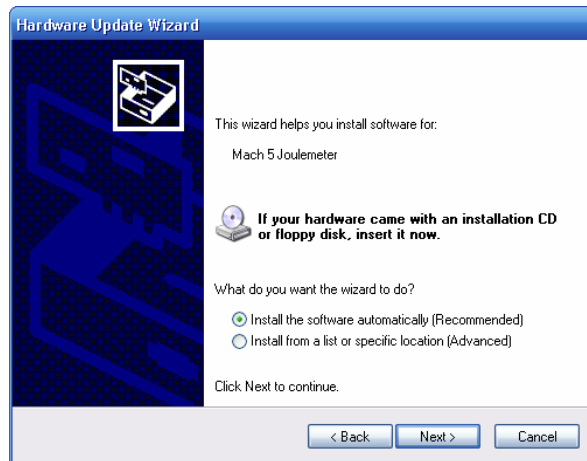 Hardware Update Wizard
This wizard helps you install software for:
Mach 5 Joulemeter
If your hardware came with an installation CD
or floppy disk, insert it now.
What do you want the wizard to do?
Install the software automatically (Recommended)
Install from a list or specific location (Advanced)
Click Next to continue.
< Back Next > Cancel